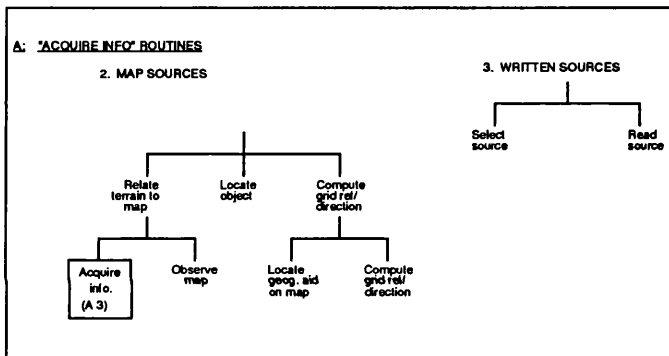 A: "ACQUIRE INFO" ROUTINES
2. MAP SOURCES
3. WRITTEN SOURCES
Select
source
Read
source
Relate
terrain to
map
Locate
object
Compute
grid ref/
direction
Acquire
info.
(A 3)
Observe
map
Locate
geog. aid
on map
Compute
grid ref/
direction